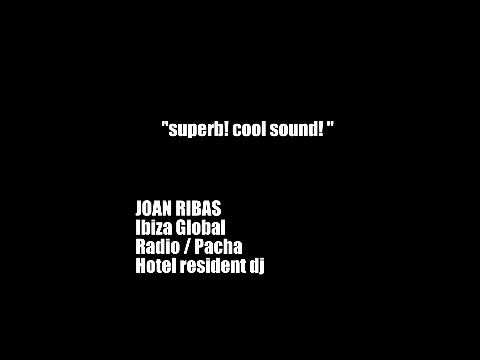 "superb! cool sound! "
JOAN RIBAS
Ibiza Global
Radio / Pacha
Hotel resident dj